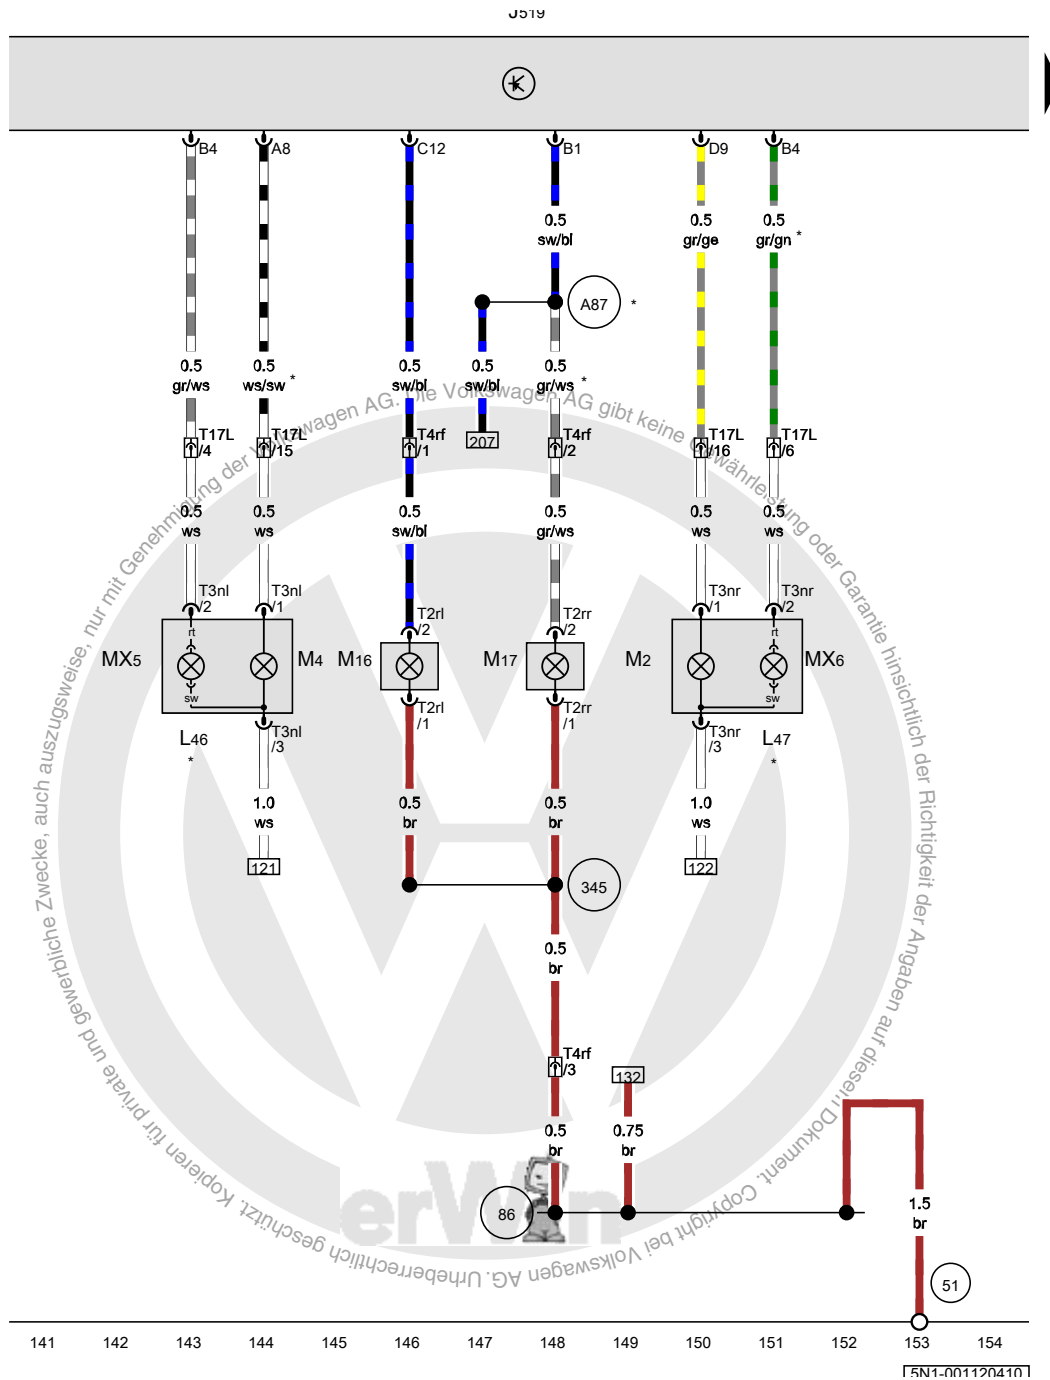 J519
B4 A8 C12 B1 D9 B4
0.5 0.5 0.5
sw/bl gr/ge gr/gn *
A87 *
0.5 0.5 0.5 0.5 0.5
gr/ws ws/sw * sw/bl sw/bl gr/ws *
T17L T17L T4rf T4rf T17L T17L
/4 /15 /1 207 /2 /16 /6
0.5 0.5 0.5 0.5 0.5 0.5
ws ws sw/bl gr/ws ws ws
T3nl T3nl T3nr T3nr
/2 /1 /1 /2
T2rl T2rr
/2 /2
rt rt
MX5 M4 M16 M17 M2 MX6
sw sw
T2rl T2rr
/1 /1
T3nl T3nr
/3 /3
L46 L47
* *
1.0 0.5 0.5 1.0
ws br br ws
121 122
345
0.5
br
T4rf
/3
132
0.5 0.75
br br
86
1.5
br
51
141 142 143 144 145 146 147 148 149 150 151 152 153 154
5N1-001120410
erWin
Urheberrechtlich geschützt. Kopieren für private und gewerbliche Zwecke, auch auszugsweise, nur mit Genehmigung der Volkswagen AG. Die Volkswagen AG gibt keine Gewährleistung oder Garantie hinsichtlich der Richtigkeit der Angaben auf diesem Dokument. Copyright bei Volkswagen AG.